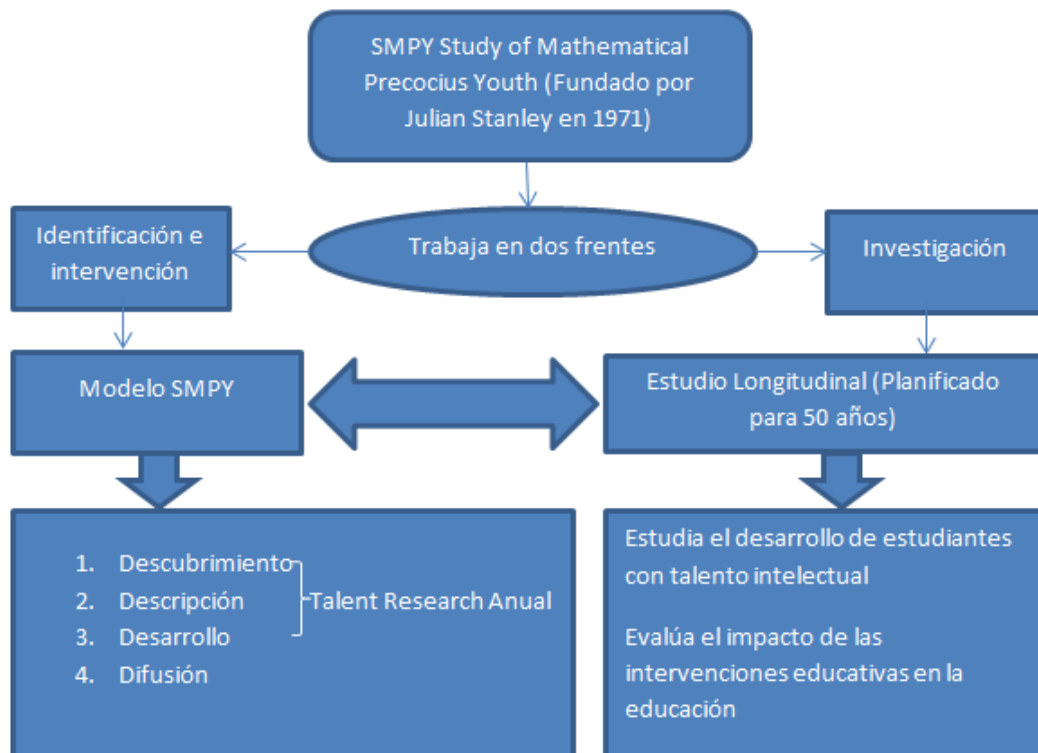 SMPY Study of Mathematical
Precocius Youth (Fundado por
Julian Stanley en 1971)
Identificación e
intervención
Trabaja en dos frentes
Investigación
Modelo SMPY
Estudio Longitudinal (Planificado
para 50 años)
1. Descubrimiento
2. Descripción
3. Desarrollo
4. Difusión
Talent Research Anual
Estudia el desarrollo de estudiantes
con talento intelectual
Evalúa el impacto de las
intervenciones educativas en la
educación